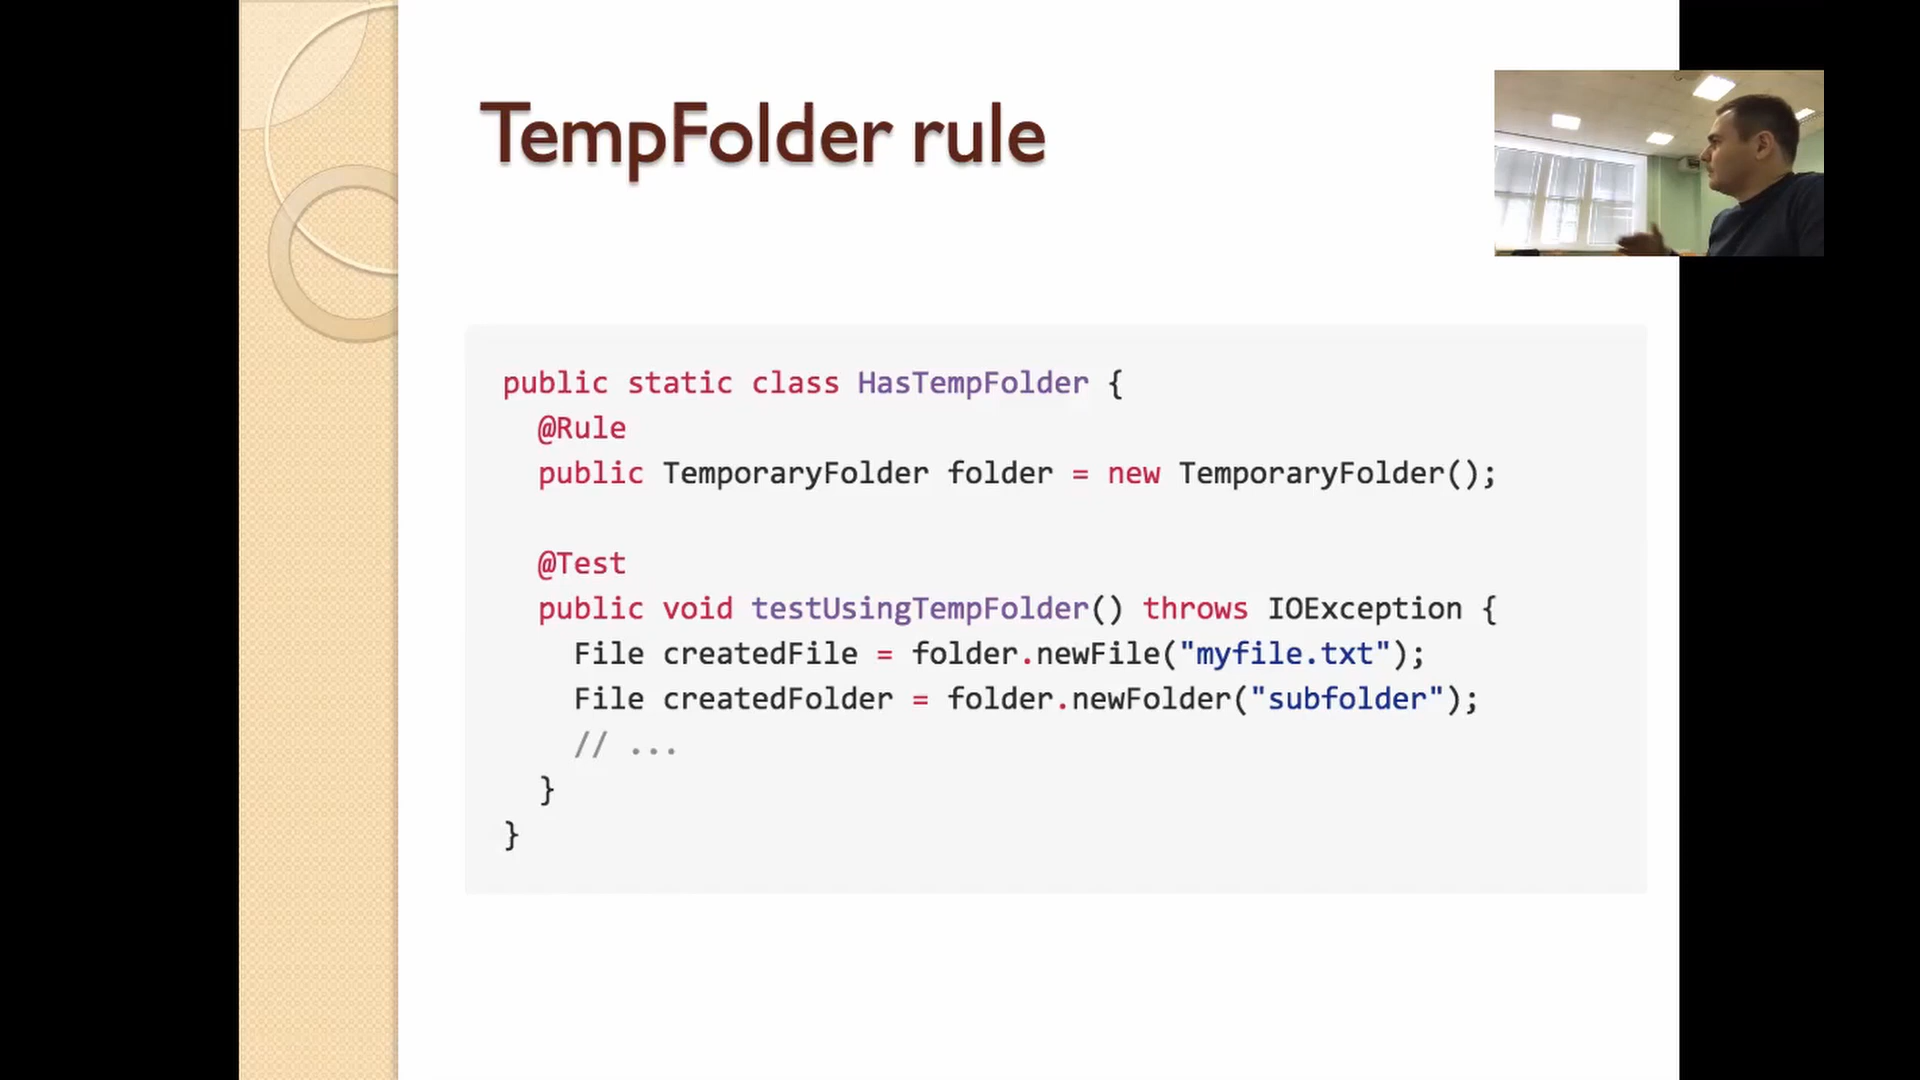 TempFolder rule
public static class HasTempFolder {
@Rule
public TemporaryFolder folder = new TemporaryFolder();
@Test
public void testUsingTempFolder() throws IOException {
File createdFile = folder.newFile("myfile.txt");
File createdFolder = folder.newFolder("subfolder");
// ...
}
}